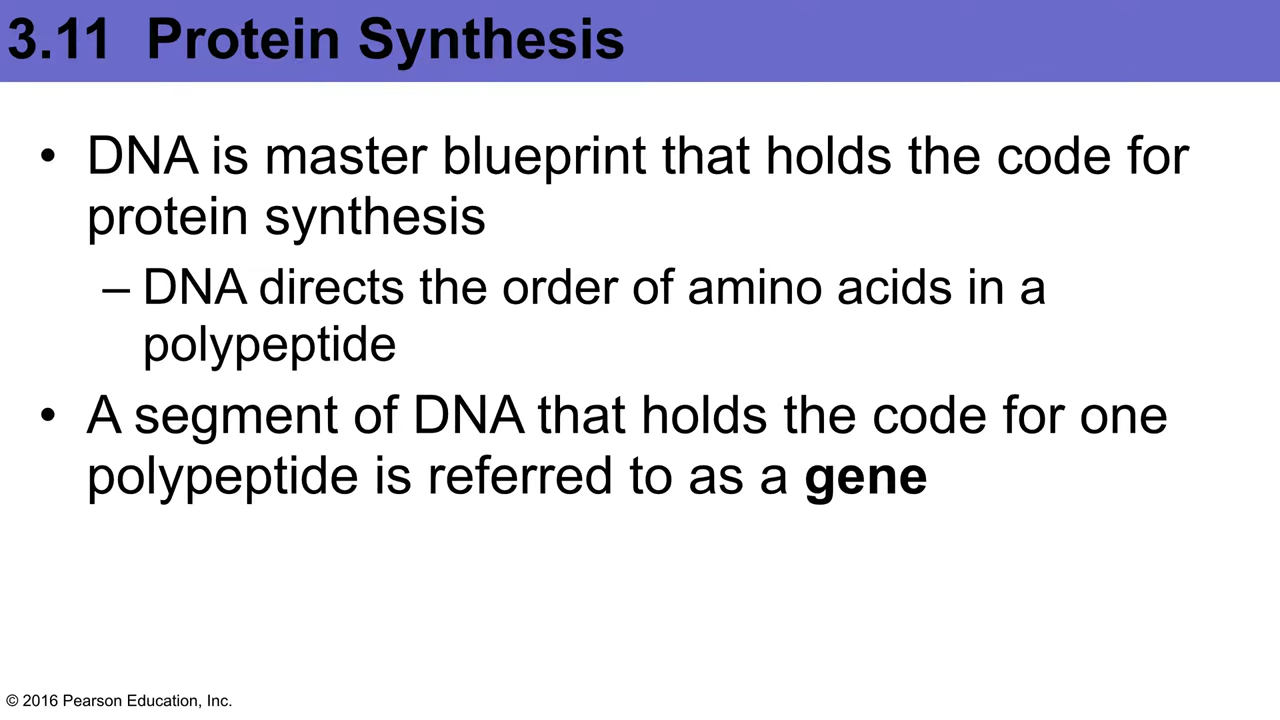 3.11 Protein Synthesis
• DNA is master blueprint that holds the code for
protein synthesis
– DNA directs the order of amino acids in a
polypeptide
• A segment of DNA that holds the code for one
polypeptide is referred to as a gene
© 2016 Pearson Education, Inc.